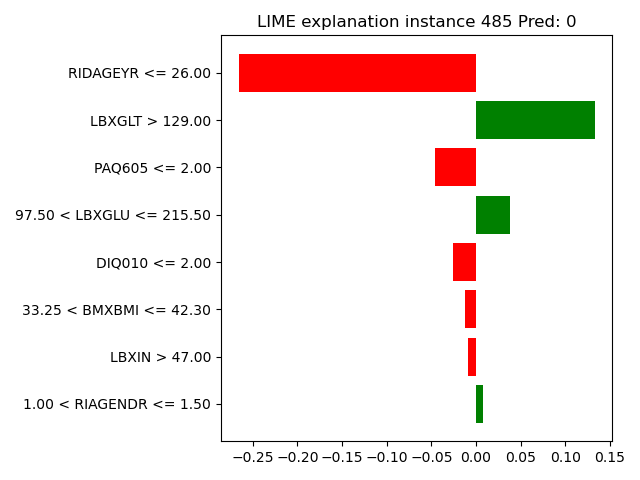 LIME explanation instance 485 Pred: 0
RIDAGEYR <= 26.00
LBXGLT > 129.00
PAQ605 <= 2.00
97.50 < LBXGLU <= 215.50
DIQ010 <= 2.00
33.25 < BMXBMI <= 42.30
LBXIN > 47.00
1.00 < RIAGENDR <= 1.50
−0.25 −0.20 −0.15 −0.10 −0.05 0.00 0.05 0.10 0.15